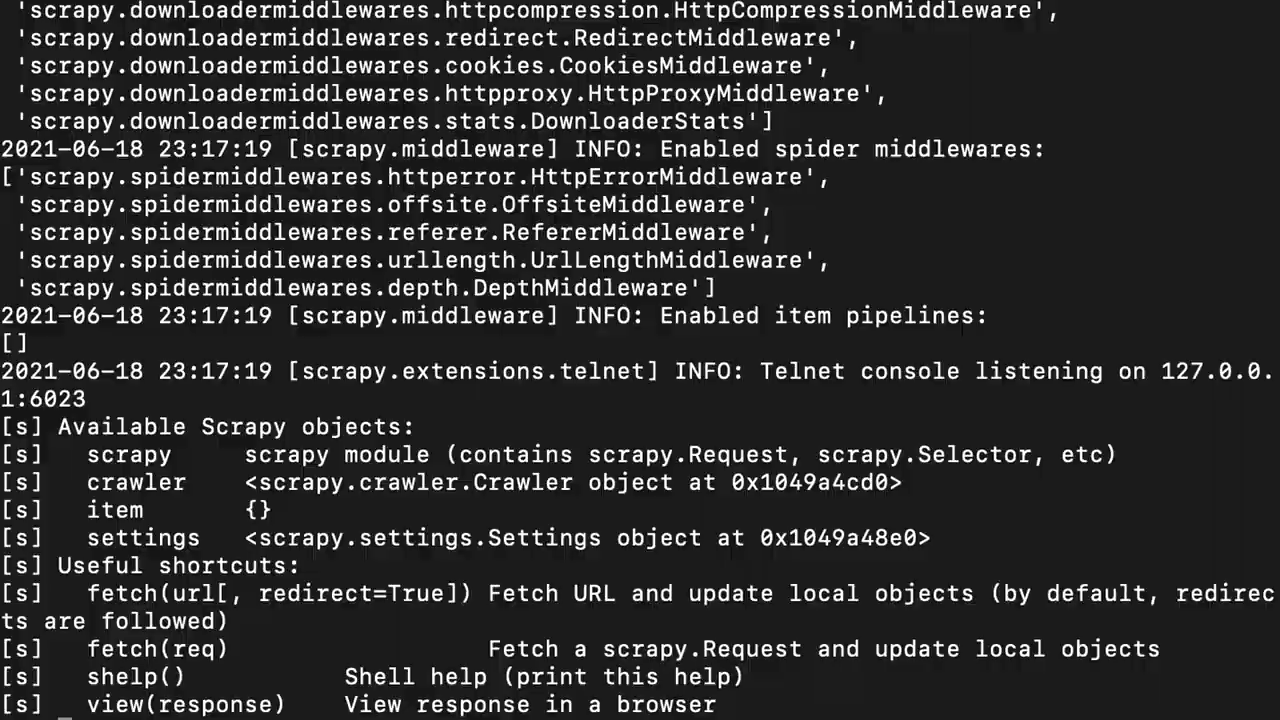 'scrapy.downloadermiddlewares.httpcompression.HttpCompressionMiddleware',
'scrapy.downloadermiddlewares.redirect.RedirectMiddleware',
'scrapy.downloadermiddlewares.cookies.CookiesMiddleware',
'scrapy.downloadermiddlewares.httpproxy.HttpProxyMiddleware',
'scrapy.downloadermiddlewares.stats.DownloaderStats']
2021-06-18 23:17:19 [scrapy.middleware] INFO: Enabled spider middlewares:
['scrapy.spidermiddlewares.httperror.HttpErrorMiddleware',
'scrapy.spidermiddlewares.offsite.OffsiteMiddleware',
'scrapy.spidermiddlewares.referer.RefererMiddleware',
'scrapy.spidermiddlewares.urllength.UrlLengthMiddleware',
'scrapy.spidermiddlewares.depth.DepthMiddleware']
2021-06-18 23:17:19 [scrapy.middleware] INFO: Enabled item pipelines:
[]
2021-06-18 23:17:19 [scrapy.extensions.telnet] INFO: Telnet console listening on 127.0.0.
1:6023
[s] Available Scrapy objects:
[s]   scrapy     scrapy module (contains scrapy.Request, scrapy.Selector, etc)
[s]   crawler    <scrapy.crawler.Crawler object at 0x1049a4cd0>
[s]   item       {}
[s]   settings   <scrapy.settings.Settings object at 0x1049a48e0>
[s] Useful shortcuts:
[s]   fetch(url[, redirect=True]) Fetch URL and update local objects (by default, redirec
ts are followed)
[s]   fetch(req)                  Fetch a scrapy.Request and update local objects
[s]   shelp()           Shell help (print this help)
[s]   view(response)    View response in a browser